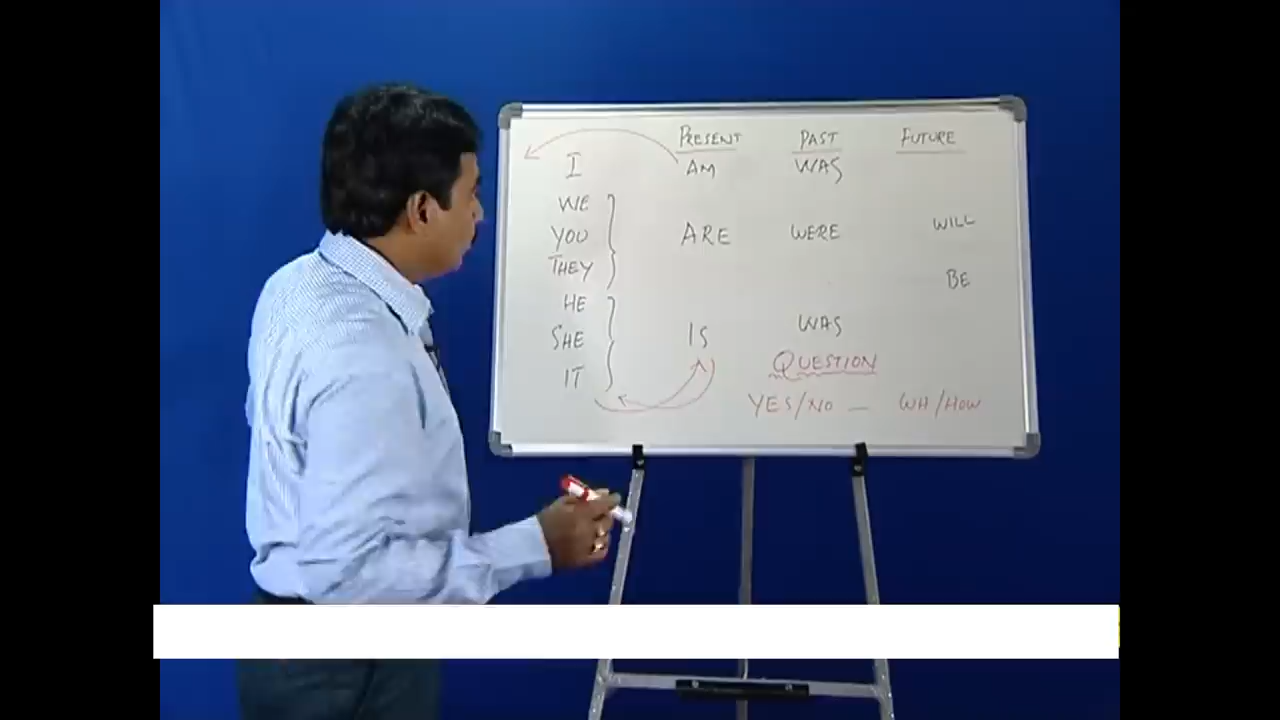 PRESENT PAST FUTURE
I AM WAS
WE
YOU ARE WERE WILL
THEY
BE
HE
SHE IS WAS
QUESTION
IT
YES/NO — WH/HOW